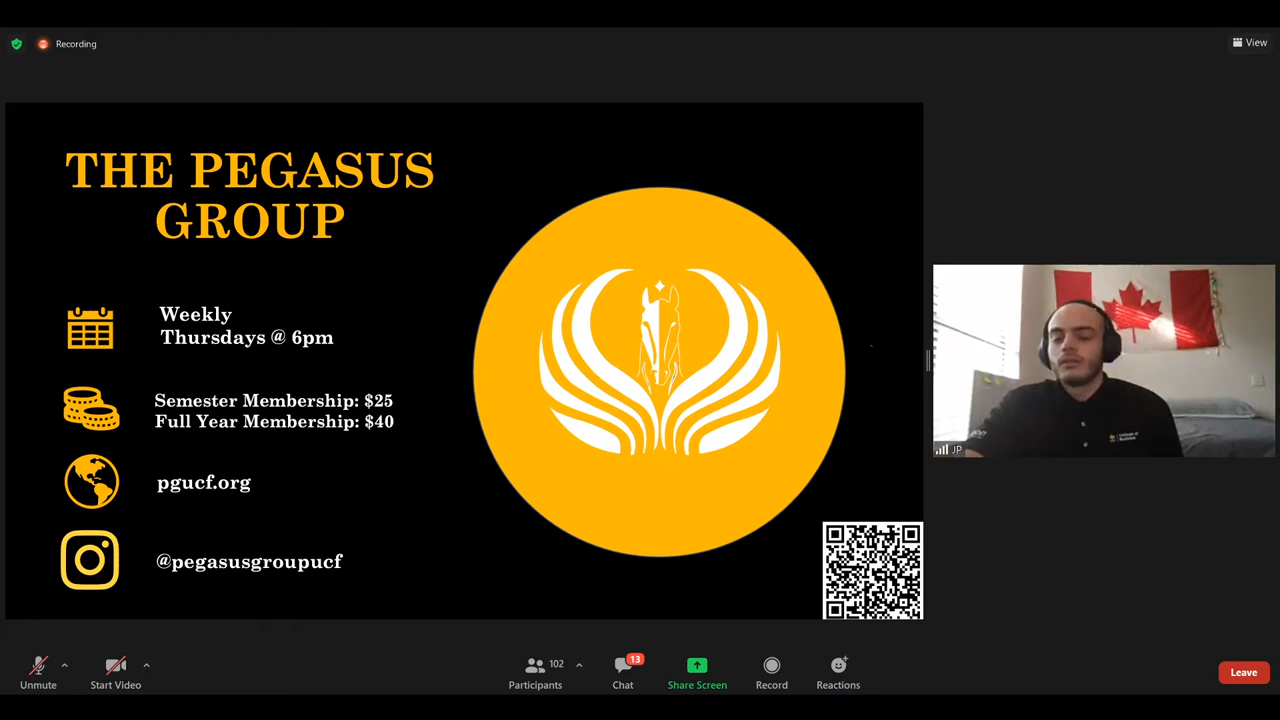 Recording
View
THE PEGASUS
GROUP
Weekly
Thursdays @ 6pm
Semester Membership: $25
Full Year Membership: $40
pgucf.org
@pegasusgroupucf
JP
Unmute
Start Video
102
Participants
13
Chat
Share Screen
Record
Reactions
Leave